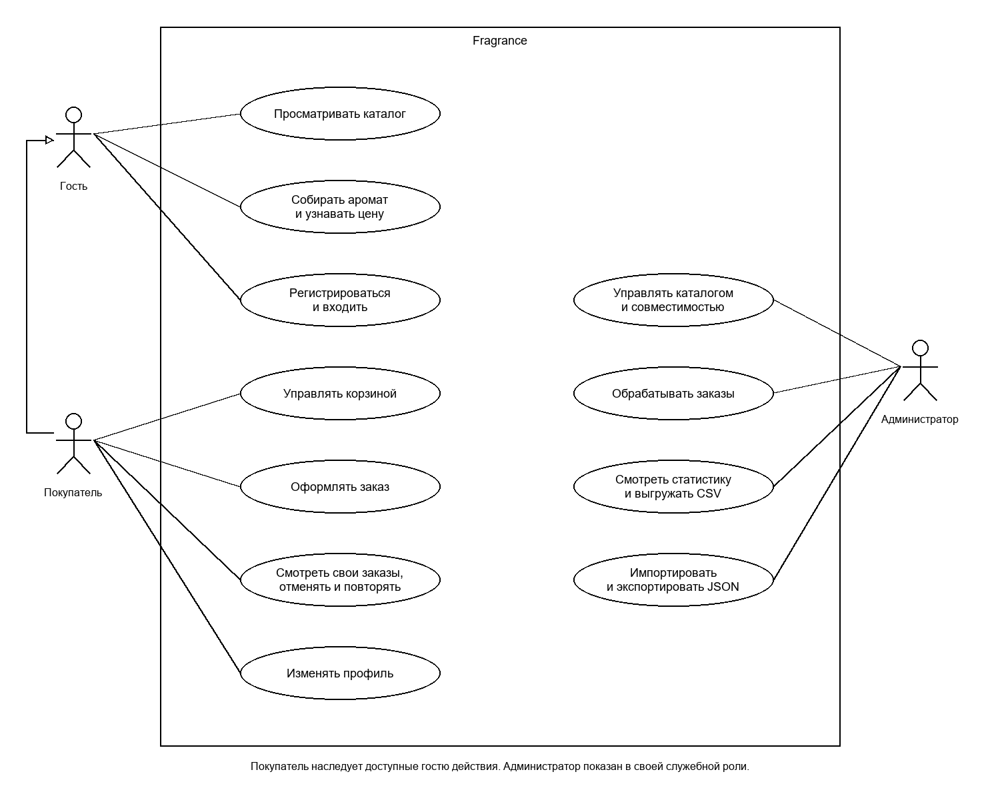 Fragrance
Просматривать каталог
Гость
Собирать аромат
и узнавать цену
Регистрироваться
и входить
Управлять каталогом
и совместимостью
Управлять корзиной
Обрабатывать заказы
Администратор
Покупатель
Оформлять заказ
Смотреть статистику
и выгружать CSV
Смотреть свои заказы,
отменять и повторять
Импортировать
и экспортировать JSON
Изменять профиль
Покупатель наследует доступные гостю действия. Администратор показан в своей служебной роли.